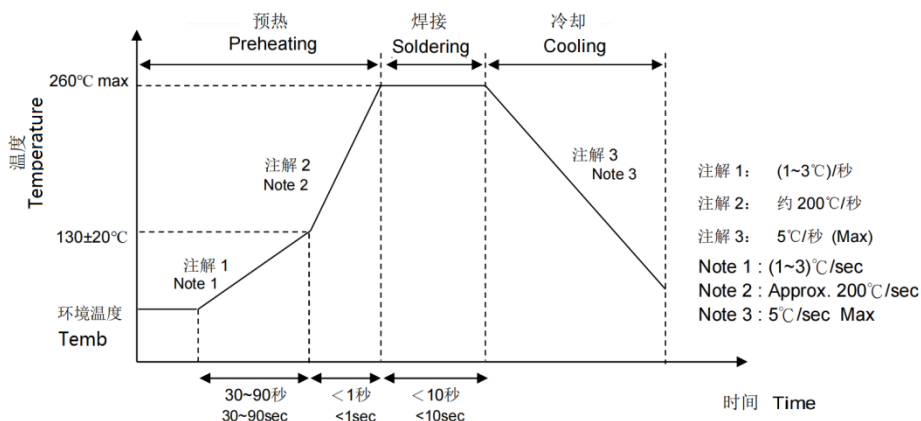 预热
Preheating
焊接
Soldering
冷却
Cooling
260℃ max
温度
Temperature
注解 2
Note 2
注解 3
Note 3
130±20℃
注解 1
Note 1
环境温度
Temb
注解 1： (1~3℃)/秒
注解 2： 约 200℃/秒
注解 3： 5℃/秒 (Max)
Note 1 : (1~3)℃/sec
Note 2 : Approx. 200℃/sec
Note 3 : 5℃/sec Max
30~90秒
30~90sec
＜1秒
<1sec
＜10秒
<10sec
时间 Time